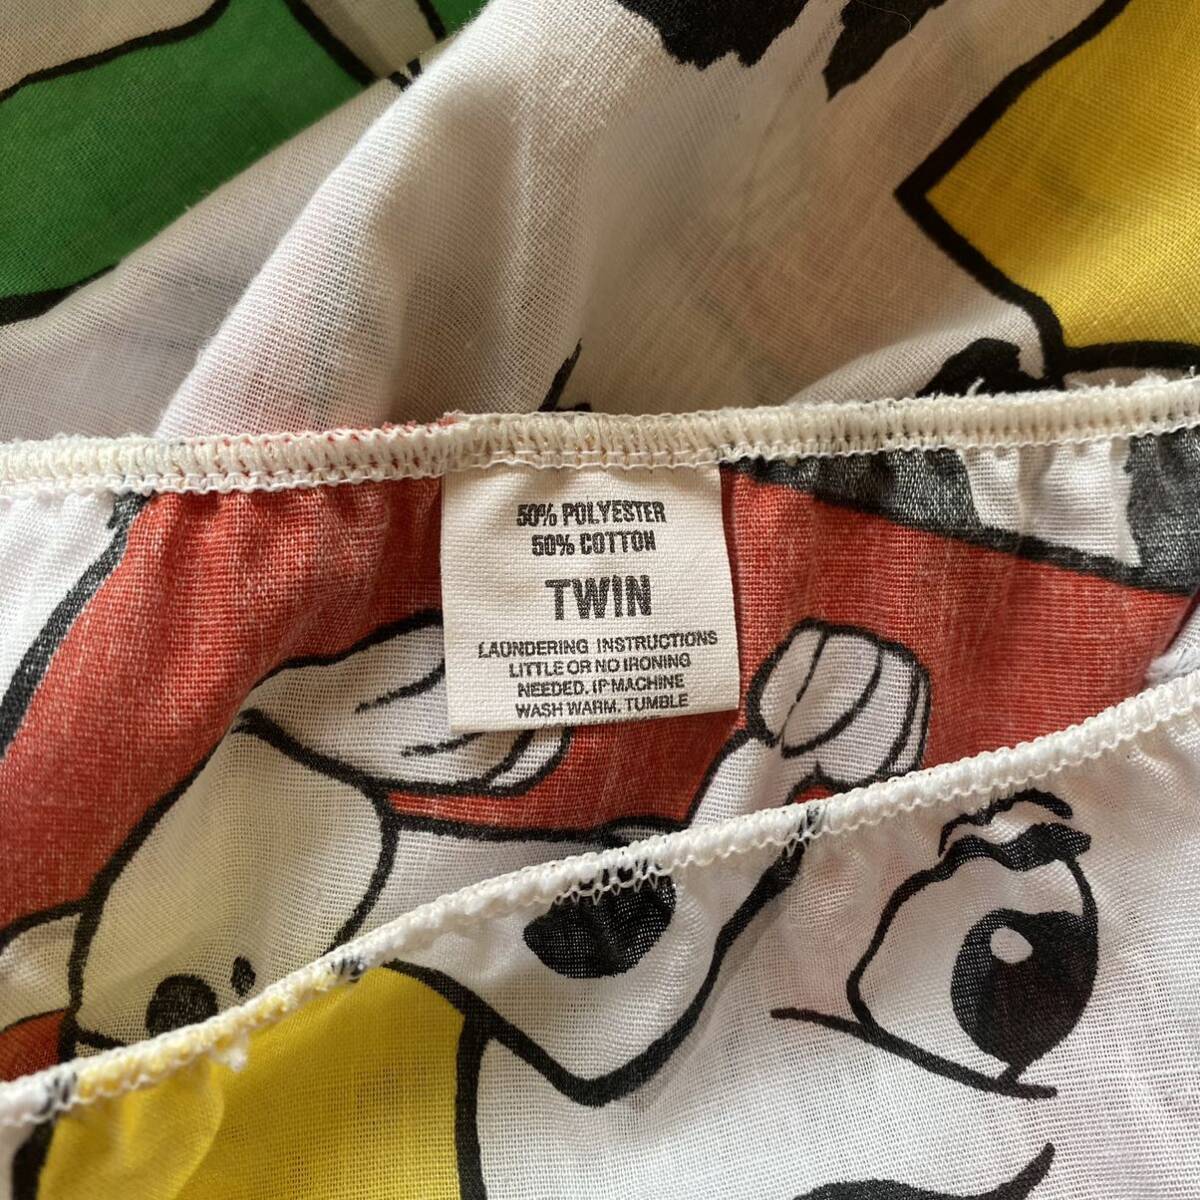 50% POLYESTER
50% COTTON
TWIN
LAUNDERING INSTRUCTIONS
LITTLE OR NO IRONING
NEEDED. IF MACHINE
WASH WARM. TUMBLE